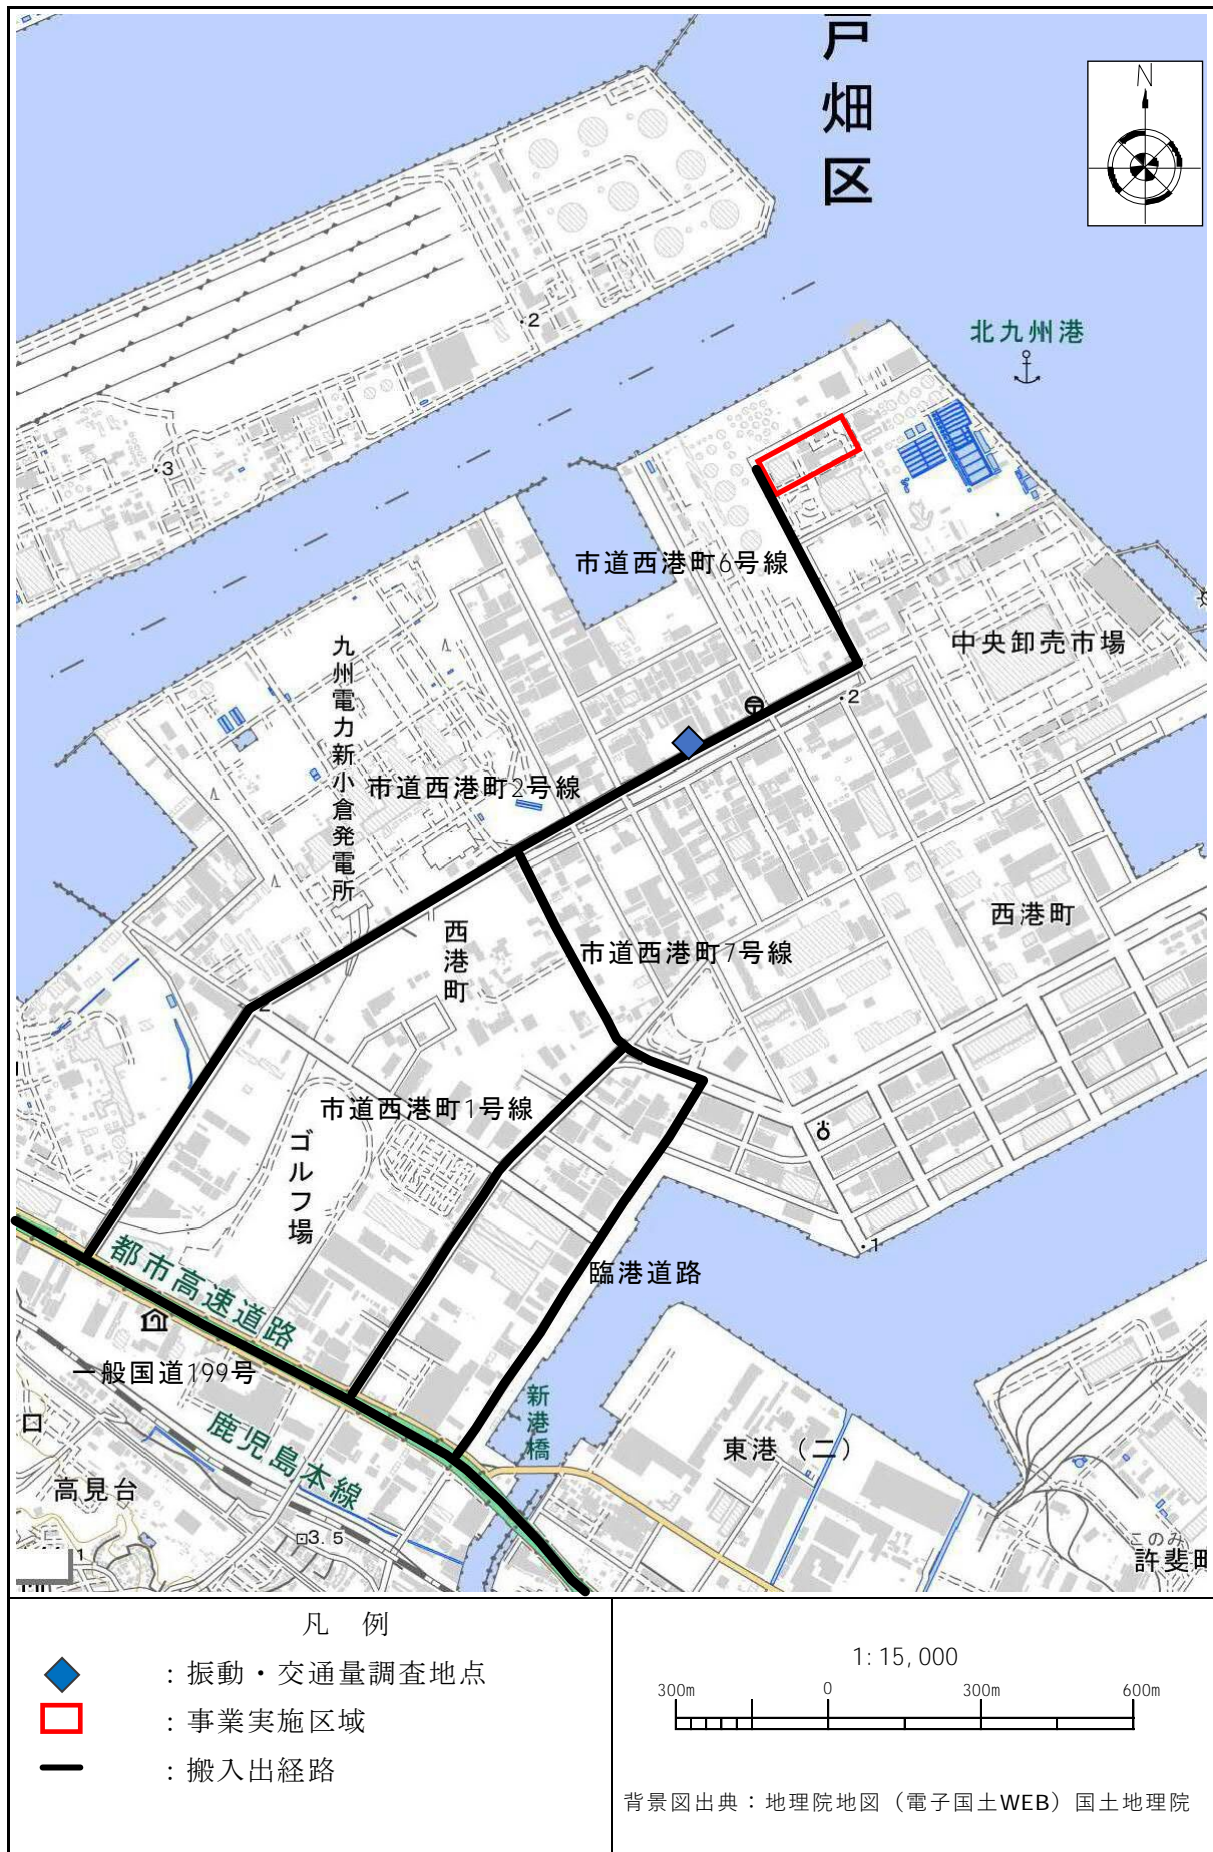 戸畑区
N
北九州港
2
3
市道西港町6号線
中央卸売市場
九州電力新小倉発電所
2
市道西港町2号線
西港町
西港町
市道西港町7号線
市道西港町1号線
ゴルフ場
臨港道路
1
都市高速道路
一般国道199号
新港橋
鹿児島本線
東港（二）
高見台
3.5
このみ
許斐町
凡　例
：振動・交通量調査地点
：事業実施区域
：搬入出経路
1:15,000
300m 0 300m 600m
背景図出典：地理院地図（電子国土WEB）国土地理院